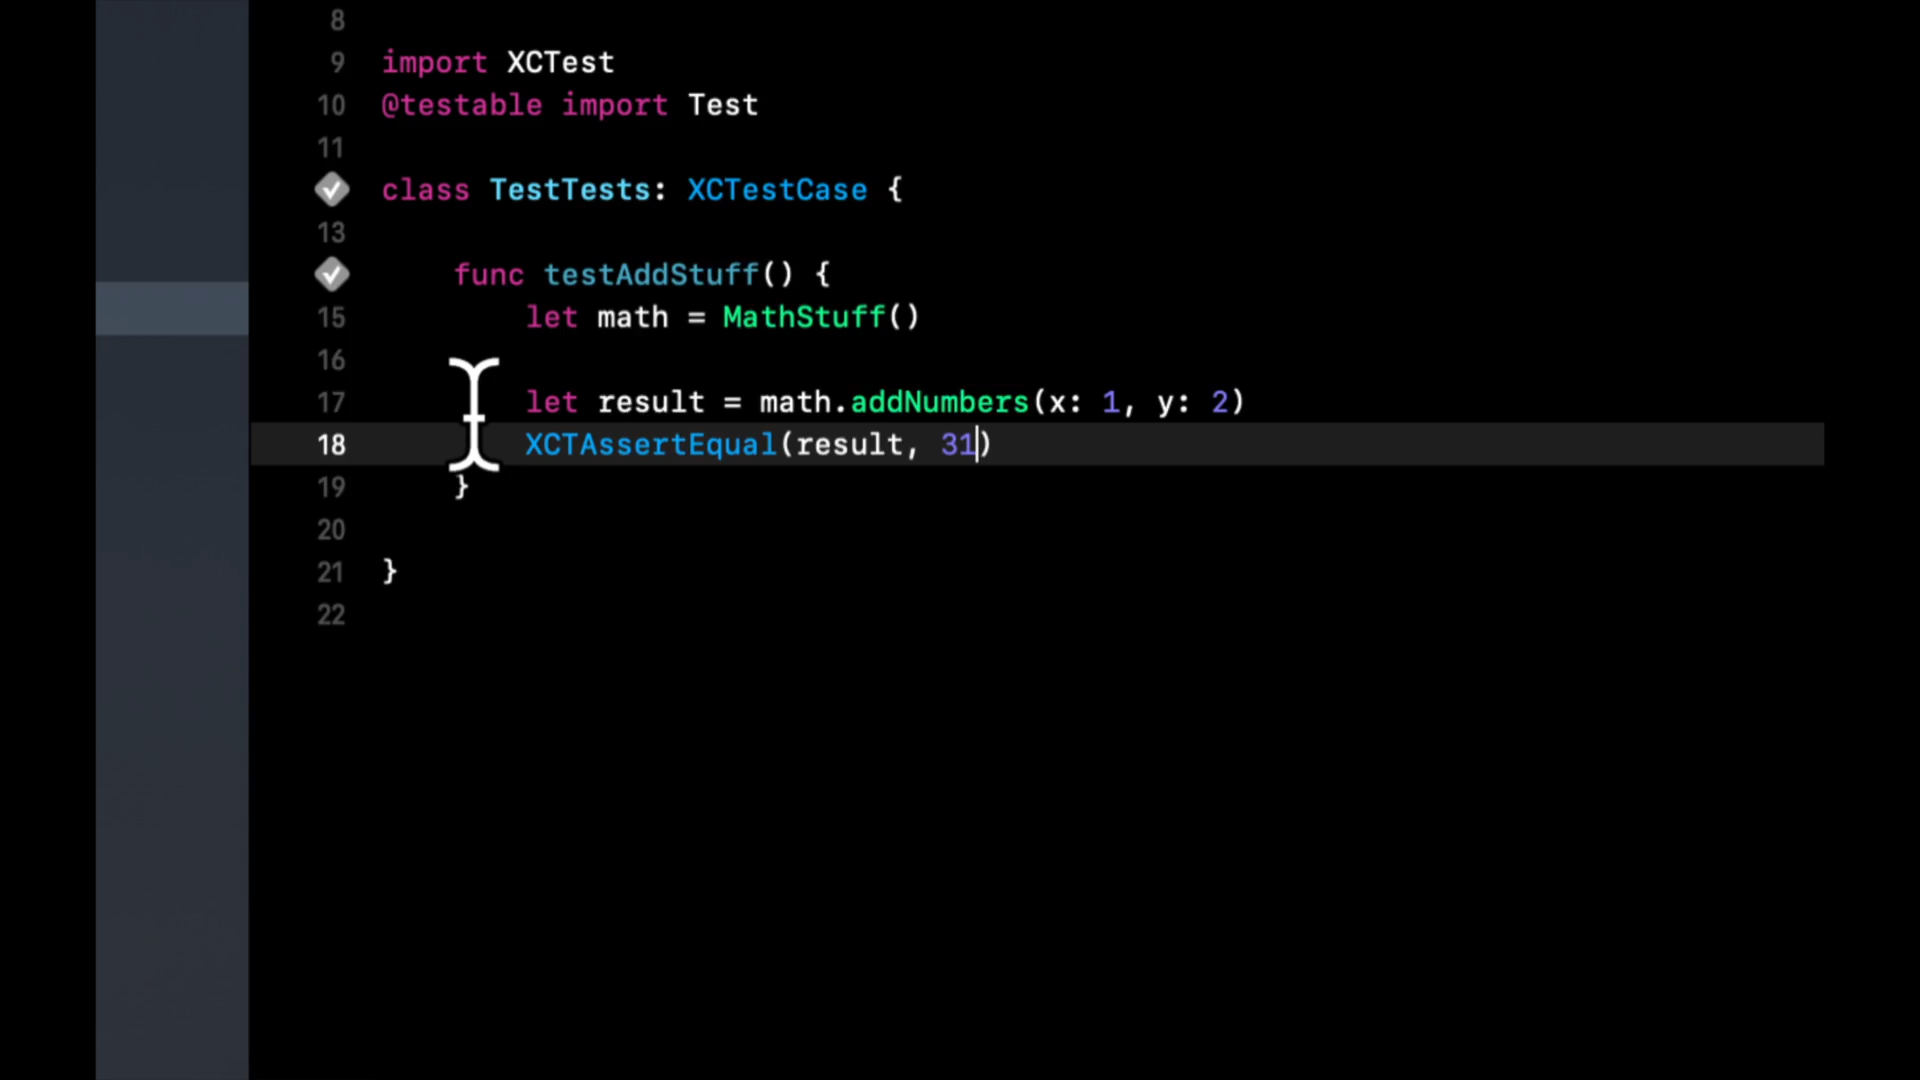 8
9 import XCTest
10 @testable import Test
11
class TestTests: XCTestCase {
13
func testAddStuff() {
15 let math = MathStuff()
16
17 let result = math.addNumbers(x: 1, y: 2)
18 XCTAssertEqual(result, 31)
19 }
20
21 }
22